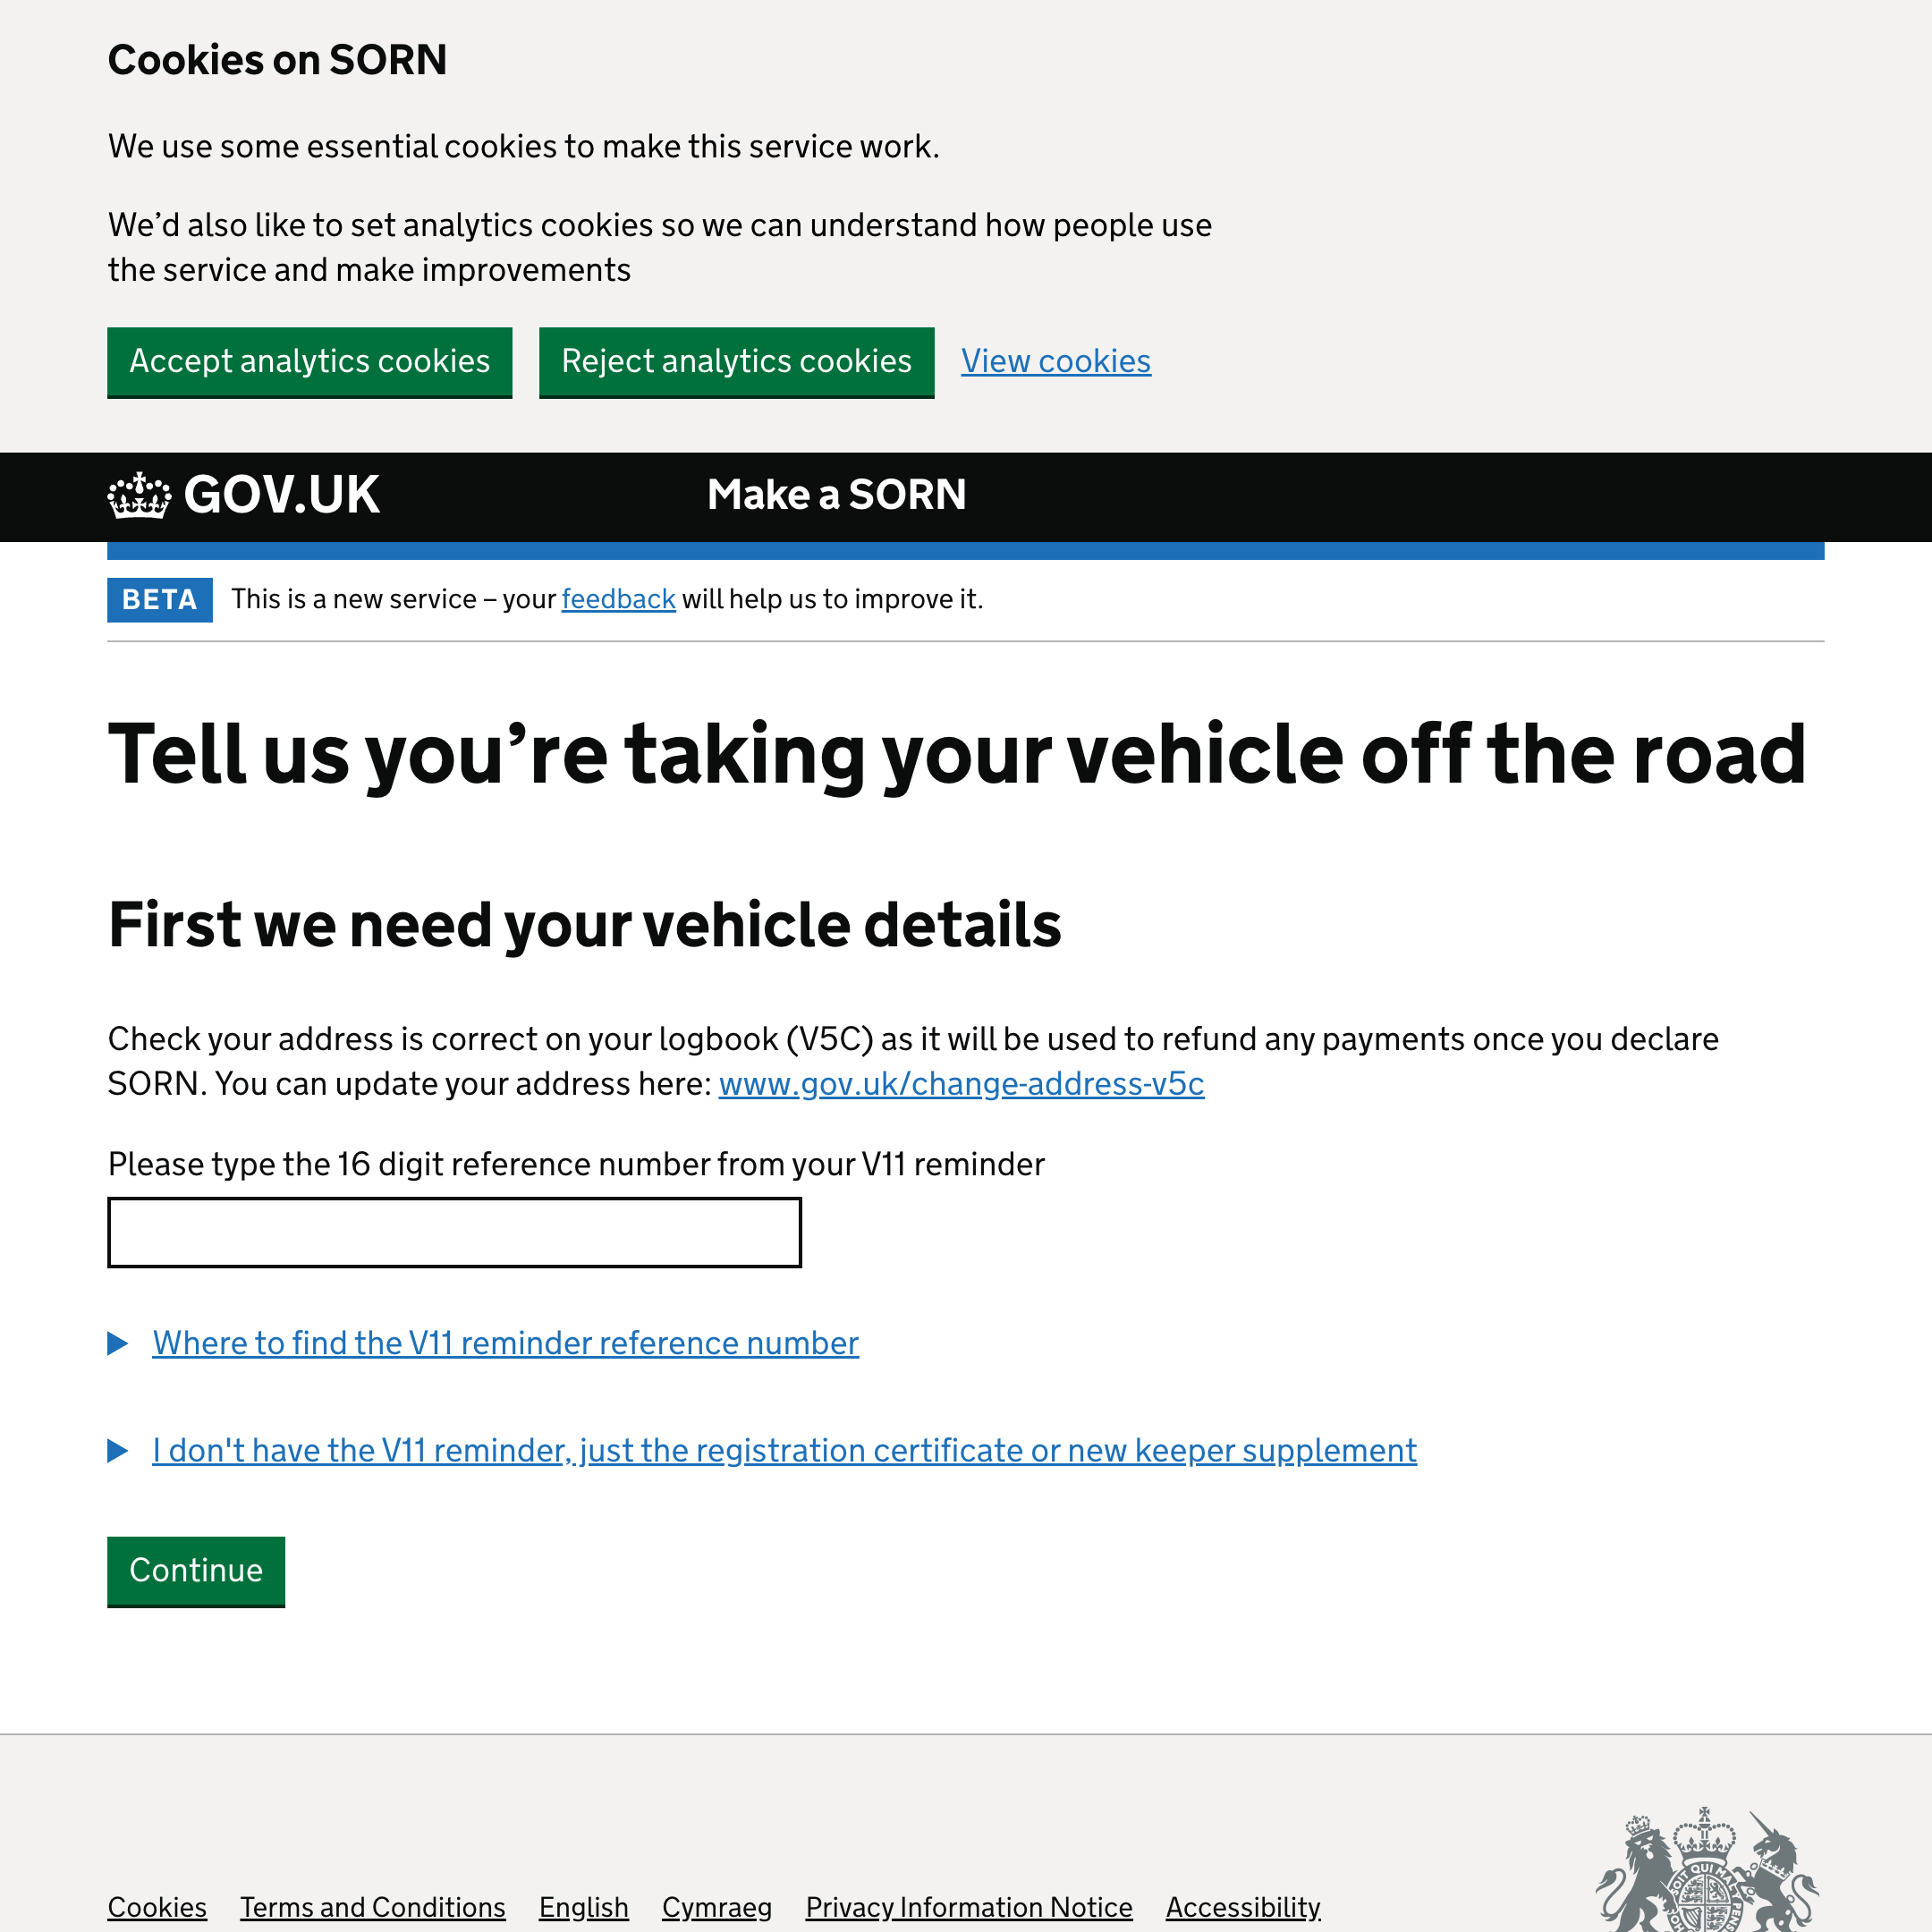 Cookies on SORN
We use some essential cookies to make this service work.
We’d also like to set analytics cookies so we can understand how people use
the service and make improvements
Accept analytics cookies Reject analytics cookies View cookies
GOV.UK Make a SORN
BETA This is a new service – your feedback will help us to improve it.
Tell us you’re taking your vehicle off the road
First we need your vehicle details
Check your address is correct on your logbook (V5C) as it will be used to refund any payments once you declare
SORN. You can update your address here: www.gov.uk/change-address-v5c
Please type the 16 digit reference number from your V11 reminder
Where to find the V11 reminder reference number
I don't have the V11 reminder, just the registration certificate or new keeper supplement
Continue
Cookies Terms and Conditions English Cymraeg Privacy Information Notice Accessibility